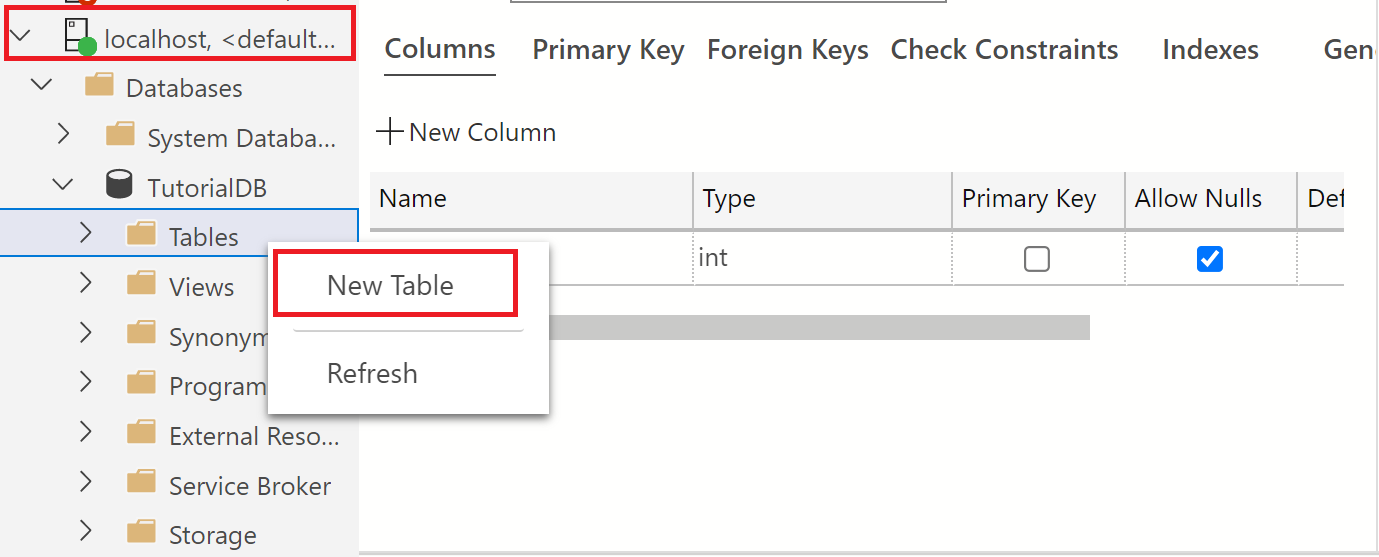 localhost, <default...
Databases
System Databa...
TutorialDB
Tables
Views
Synonym
Program
External Reso...
Service Broker
Storage
New Table
Refresh
Columns Primary Key Foreign Keys Check Constraints Indexes Gen
New Column
Name Type Primary Key Allow Nulls Def
int